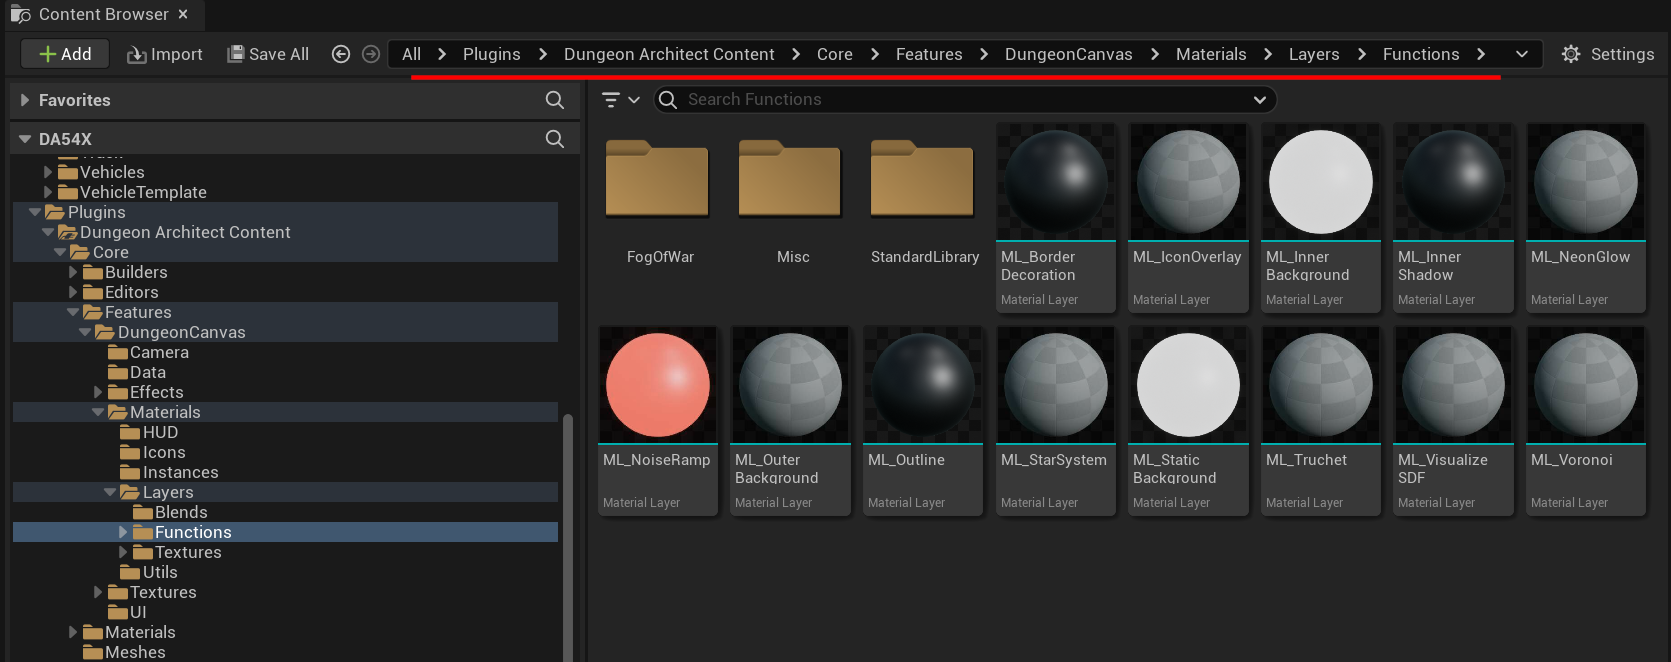 Content Browser
Add
Import
Save All
All > Plugins > Dungeon Architect Content > Core > Features > DungeonCanvas > Materials > Layers > Functions >
Settings
Favorites
Search Functions
DA54X
Vehicles
VehicleTemplate
Plugins
Dungeon Architect Content
Core
Builders
Editors
Features
DungeonCanvas
Camera
Data
Effects
Materials
HUD
Icons
Instances
Layers
Blends
Functions
Textures
Utils
Textures
UI
Materials
Meshes
FogOfWar
Misc
StandardLibrary
ML_Border
Decoration
Material Layer
ML_IconOverlay
Material Layer
ML_Inner
Background
Material Layer
ML_Inner
Shadow
Material Layer
ML_NeonGlow
Material Layer
ML_NoiseRamp
Material Layer
ML_Outer
Background
Material Layer
ML_Outline
Material Layer
ML_StarSystem
Material Layer
ML_Static
Background
Material Layer
ML_Truchet
Material Layer
ML_Visualize
SDF
Material Layer
ML_Voronoi
Material Layer